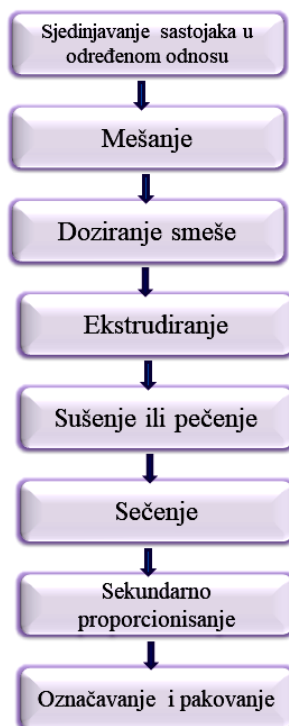 Sjedinjavanje sastojaka u
određenom odnosu
Mešanje
Doziranje smeše
Ekstrudiranje
Sušenje ili pečenje
Sečenje
Sekundarno
proporcionisanje
Označavanje i pakovanje